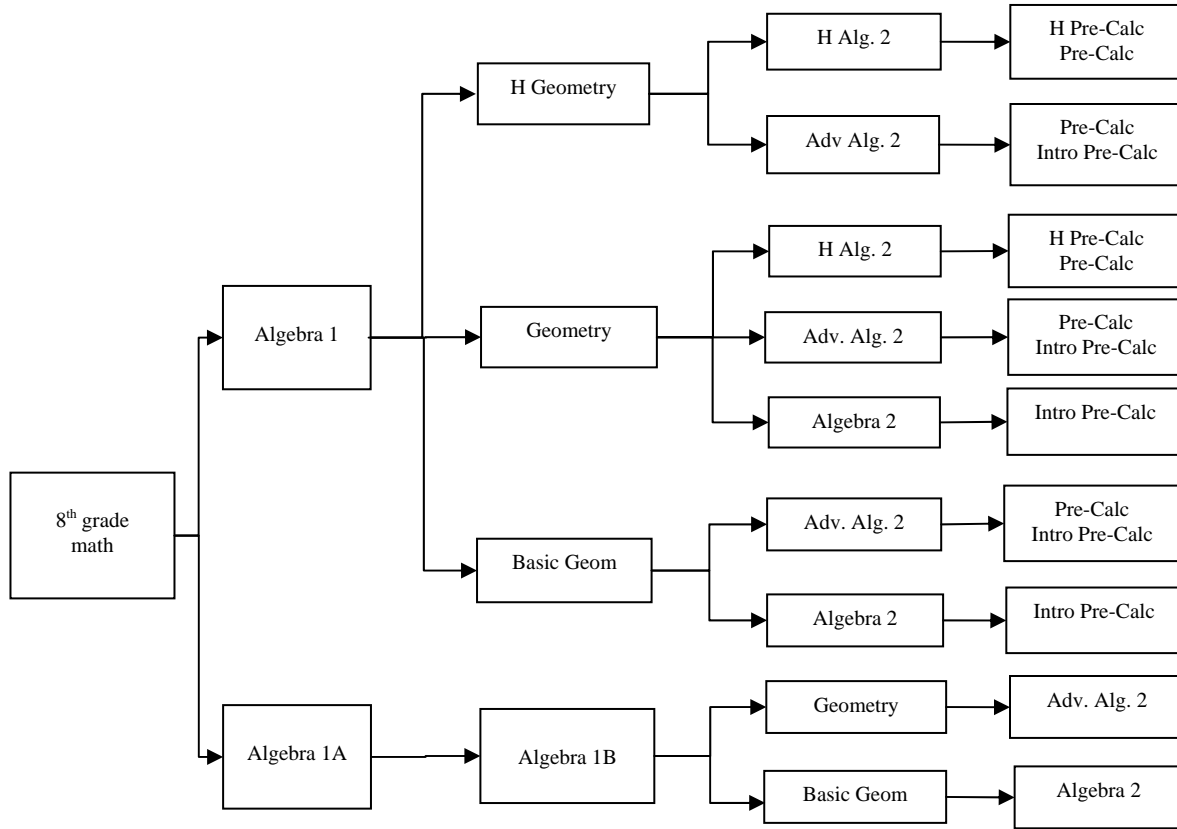 H Alg. 2
H Pre-Calc
Pre-Calc
H Geometry
Adv Alg. 2
Pre-Calc
Intro Pre-Calc
H Alg. 2
H Pre-Calc
Pre-Calc
Algebra 1
Geometry
Adv. Alg. 2
Pre-Calc
Intro Pre-Calc
Algebra 2
Intro Pre-Calc
8th grade
math
Basic Geom
Adv. Alg. 2
Pre-Calc
Intro Pre-Calc
Algebra 2
Intro Pre-Calc
Algebra 1A
Algebra 1B
Geometry
Adv. Alg. 2
Basic Geom
Algebra 2